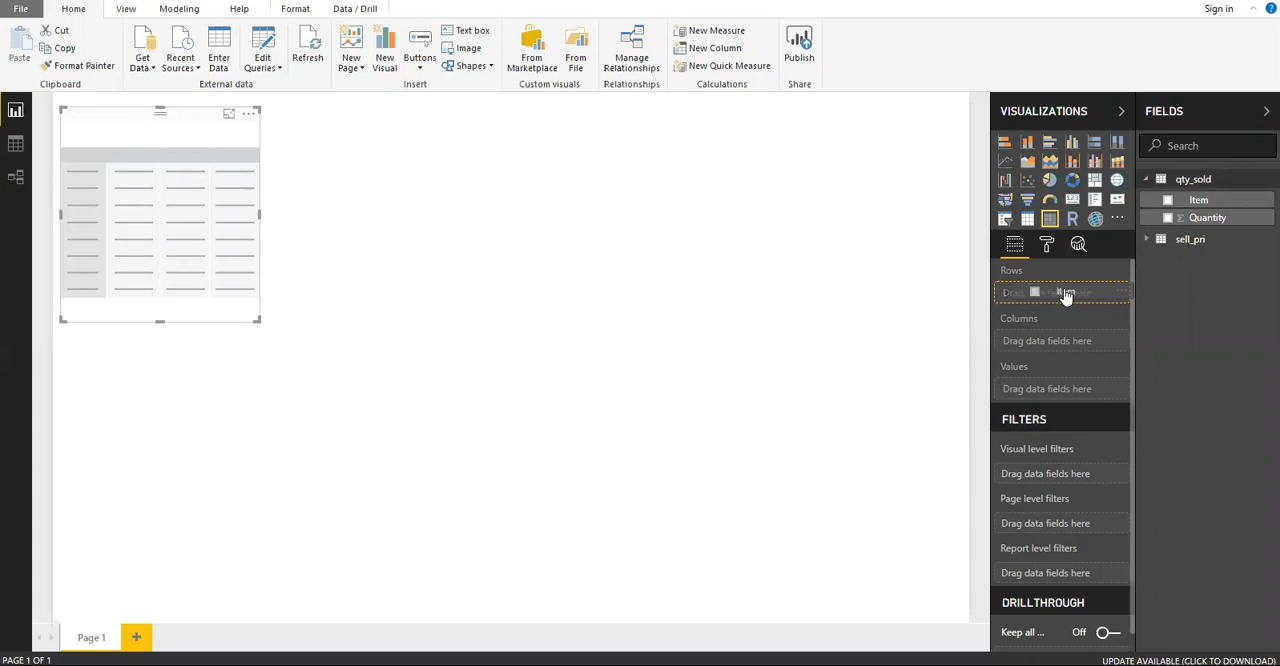 File Home View Modeling Help Format Data / Drill Sign in
Paste
Cut
Copy
Format Painter
Clipboard
Get Data
Recent Sources
Enter Data
Edit Queries
External data
Refresh
New Page
New Visual
Buttons
Text box
Image
Shapes
Insert
From Marketplace
From File
Custom visuals
Manage Relationships
Relationships
New Measure
New Column
New Quick Measure
Calculations
Publish
Share
VISUALIZATIONS
Rows
Item
Columns
Drag data fields here
Values
Drag data fields here
FILTERS
Visual level filters
Drag data fields here
Page level filters
Drag data fields here
Report level filters
Drag data fields here
DRILLTHROUGH
Keep all ... Off
FIELDS
Search
qty_sold
Item
Σ Quantity
sell_pri
Page 1
PAGE 1 OF 1
UPDATE AVAILABLE (CLICK TO DOWNLOAD)